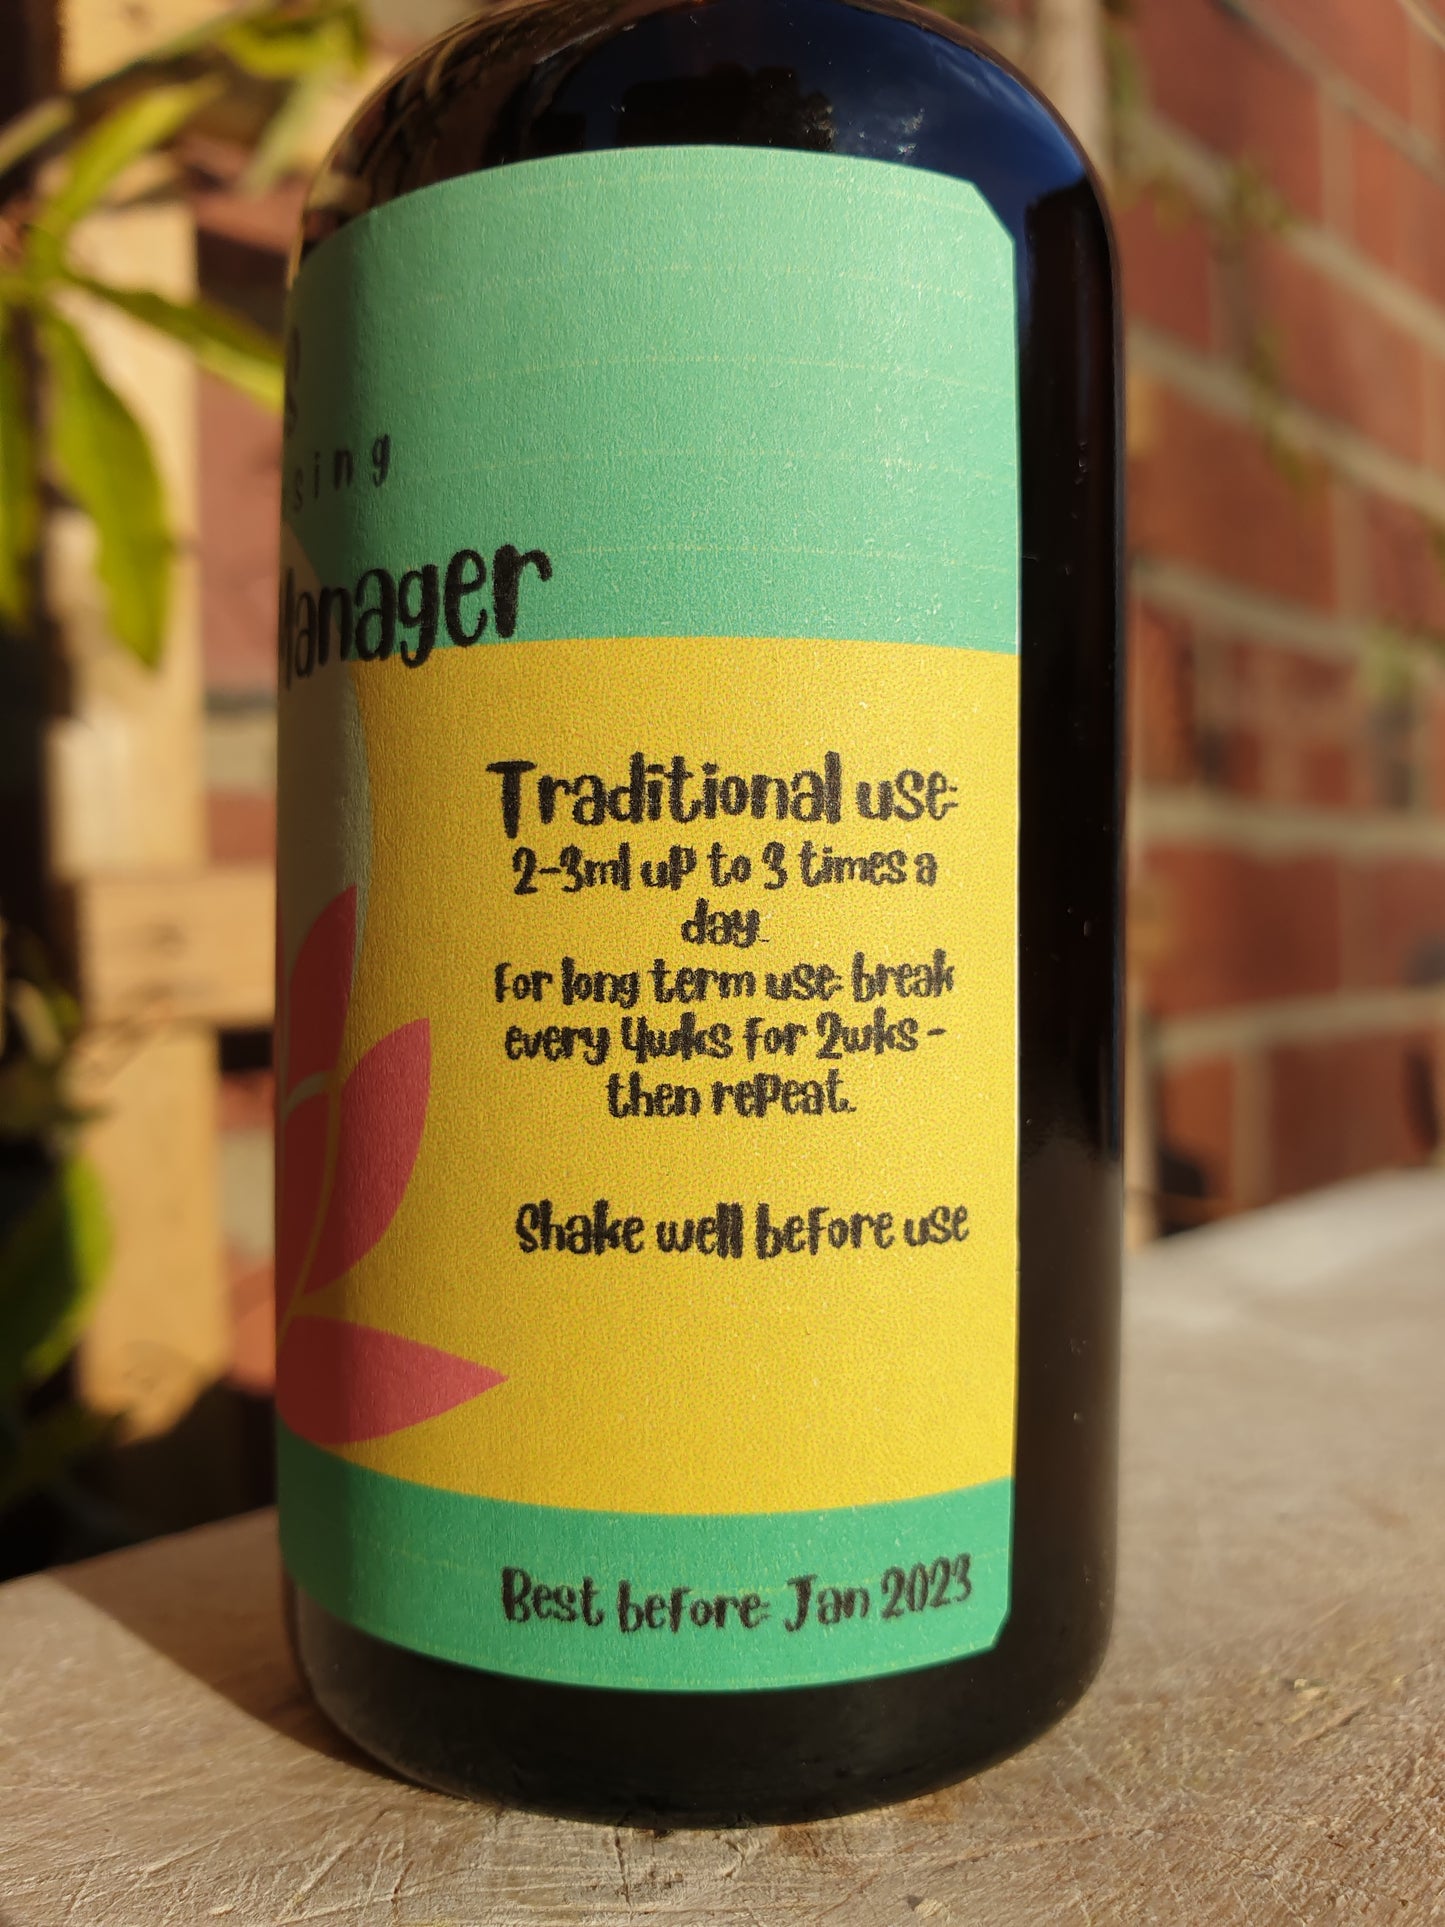 Manager
Traditional use:
2-3ml up to 3 times a
day.
For long term use: break
every 4wks for 2wks -
then repeat.
Shake well before use
Best before: Jan 2023